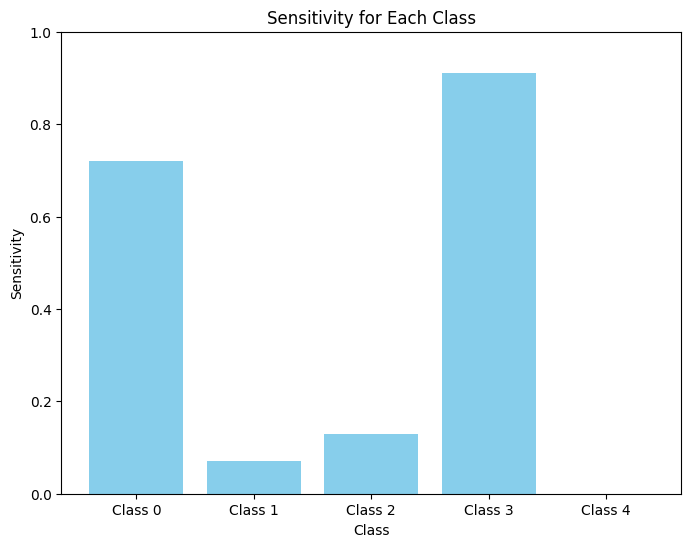 Sensitivity for Each Class
1.0
0.8
0.6
0.4
0.2
0.0
Sensitivity
Class 0
Class 1
Class 2
Class 3
Class 4
Class